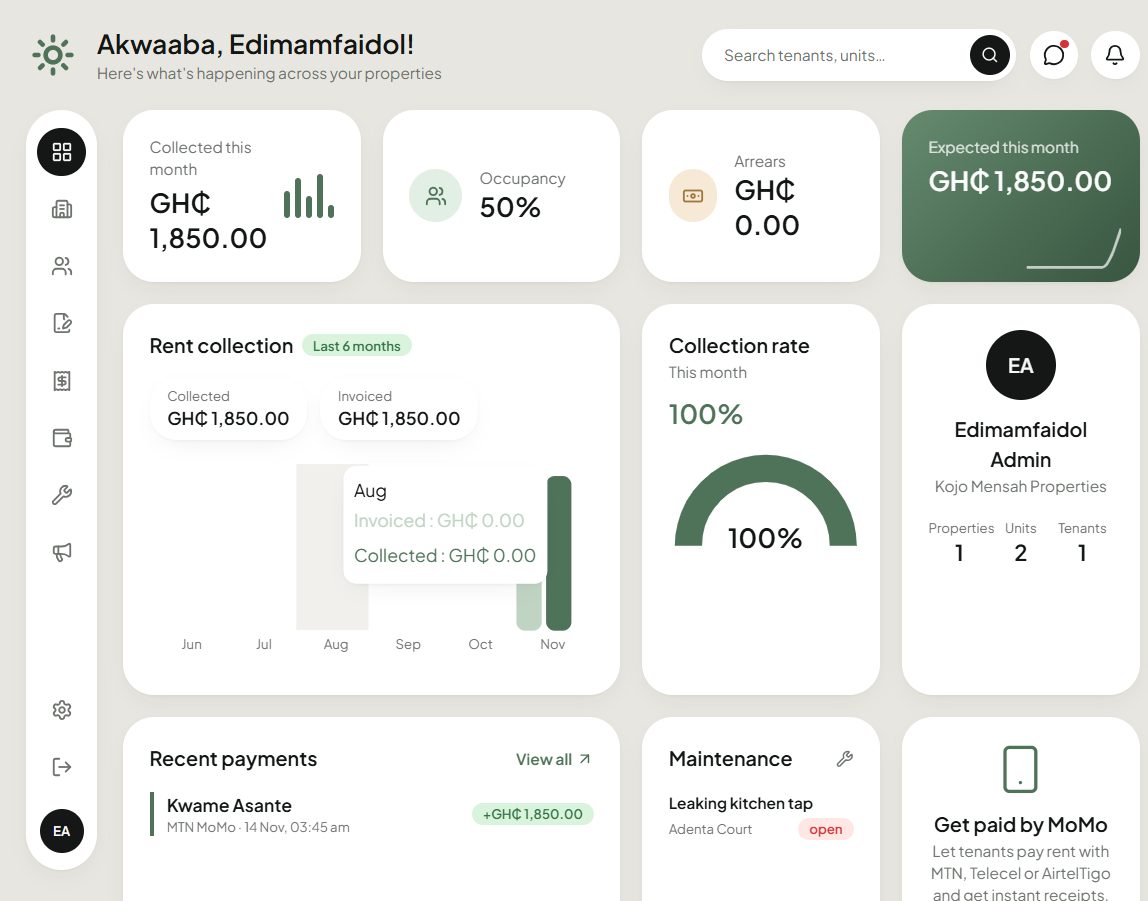 Akwaaba, Edimamfaidol!
Here's what's happening across your properties
Search tenants, units...
Collected this
month
GH₵
1,850.00
Occupancy
50%
Arrears
GH₵
0.00
Expected this month
GH₵ 1,850.00
Rent collection
Last 6 months
Collected
GH₵ 1,850.00
Invoiced
GH₵ 1,850.00
Aug
Invoiced : GH₵ 0.00
Collected : GH₵ 0.00
Jun
Jul
Aug
Sep
Oct
Nov
Collection rate
This month
100%
100%
EA
Edimamfaidol
Admin
Kojo Mensah Properties
Properties
Units
Tenants
1
2
1
Recent payments
View all
Kwame Asante
MTN MoMo · 14 Nov, 03:45 am
+GH₵ 1,850.00
Maintenance
Leaking kitchen tap
Adenta Court
open
Get paid by MoMo
Let tenants pay rent with
MTN, Telecel or AirtelTigo
and get instant receipts.
EA